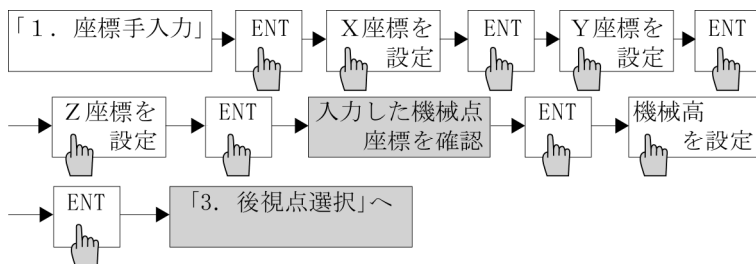 「１．座標手入力」
ENT
Ｘ座標を
設定
ENT
Ｙ座標を
設定
ENT
Ｚ座標を
設定
ENT
入力した機械点
座標を確認
ENT
機械高
を設定
ENT
「3．後視点選択」へ